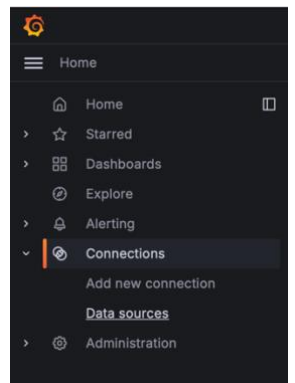 Home
Home
Starred
Dashboards
Explore
Alerting
Connections
Add new connection
Data sources
Administration